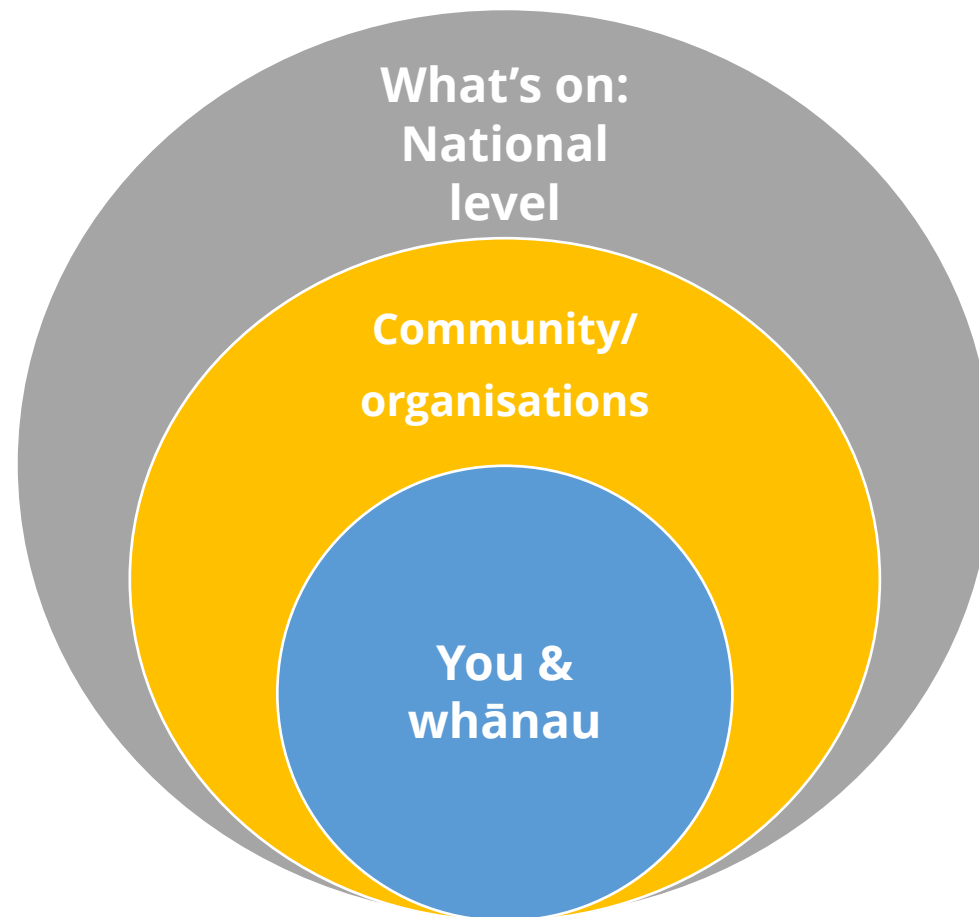 What’s on:
National
level
Community/
organisations
You &
whānau